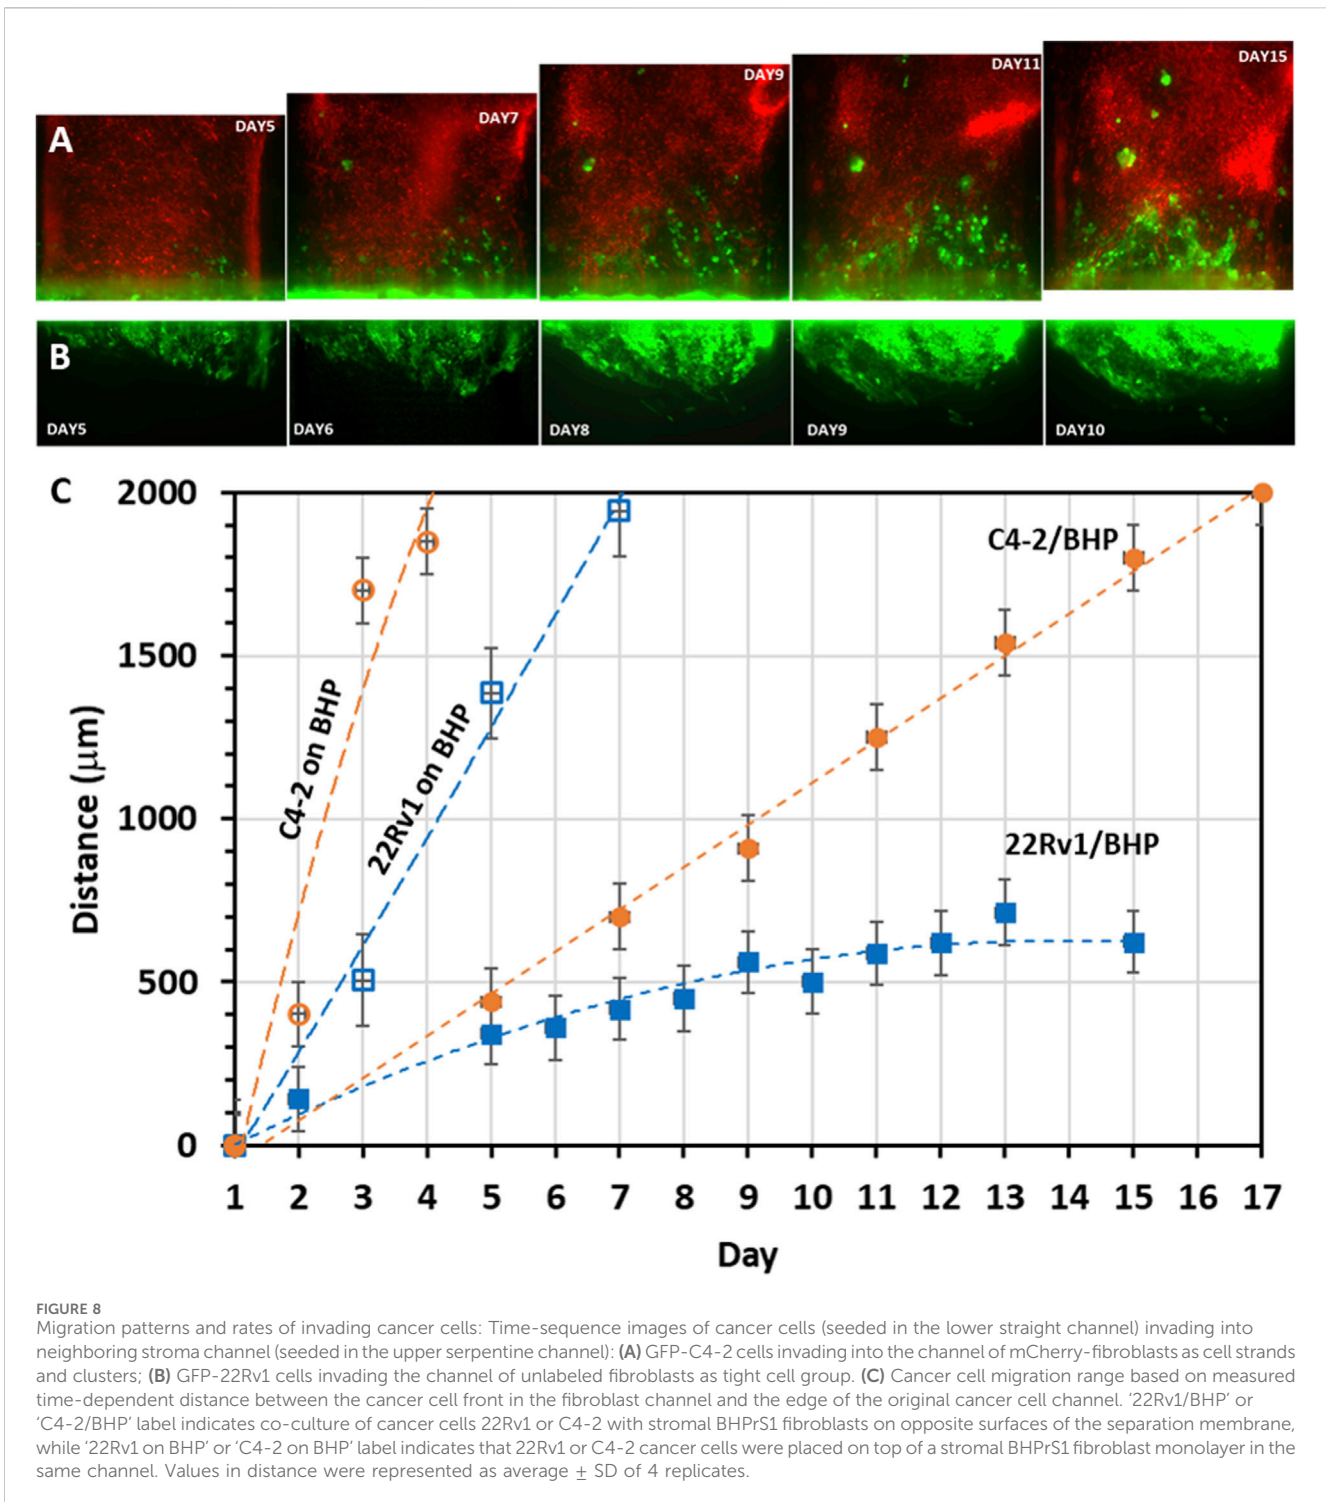 A
DAY5
DAY7
DAY9
DAY11
DAY15
B
DAY5
DAY6
DAY8
DAY9
DAY10
C
2000
1500
1000
500
0
Distance (μm)
C4-2 on BHP
22Rv1 on BHP
C4-2/BHP
22Rv1/BHP
1 2 3 4 5 6 7 8 9 10 11 12 13 14 15 16 17
Day
FIGURE 8
Migration patterns and rates of invading cancer cells: Time-sequence images of cancer cells (seeded in the lower straight channel) invading into
neighboring stroma channel (seeded in the upper serpentine channel): (A) GFP-C4-2 cells invading into the channel of mCherry-fibroblasts as cell strands
and clusters; (B) GFP-22Rv1 cells invading the channel of unlabeled fibroblasts as tight cell group. (C) Cancer cell migration range based on measured
time-dependent distance between the cancer cell front in the fibroblast channel and the edge of the original cancer cell channel. ‘22Rv1/BHP’ or
‘C4-2/BHP’ label indicates co-culture of cancer cells 22Rv1 or C4-2 with stromal BHPrS1 fibroblasts on opposite surfaces of the separation membrane,
while ‘22Rv1 on BHP’ or ‘C4-2 on BHP’ label indicates that 22Rv1 or C4-2 cancer cells were placed on top of a stromal BHPrS1 fibroblast monolayer in the
same channel. Values in distance were represented as average ± SD of 4 replicates.